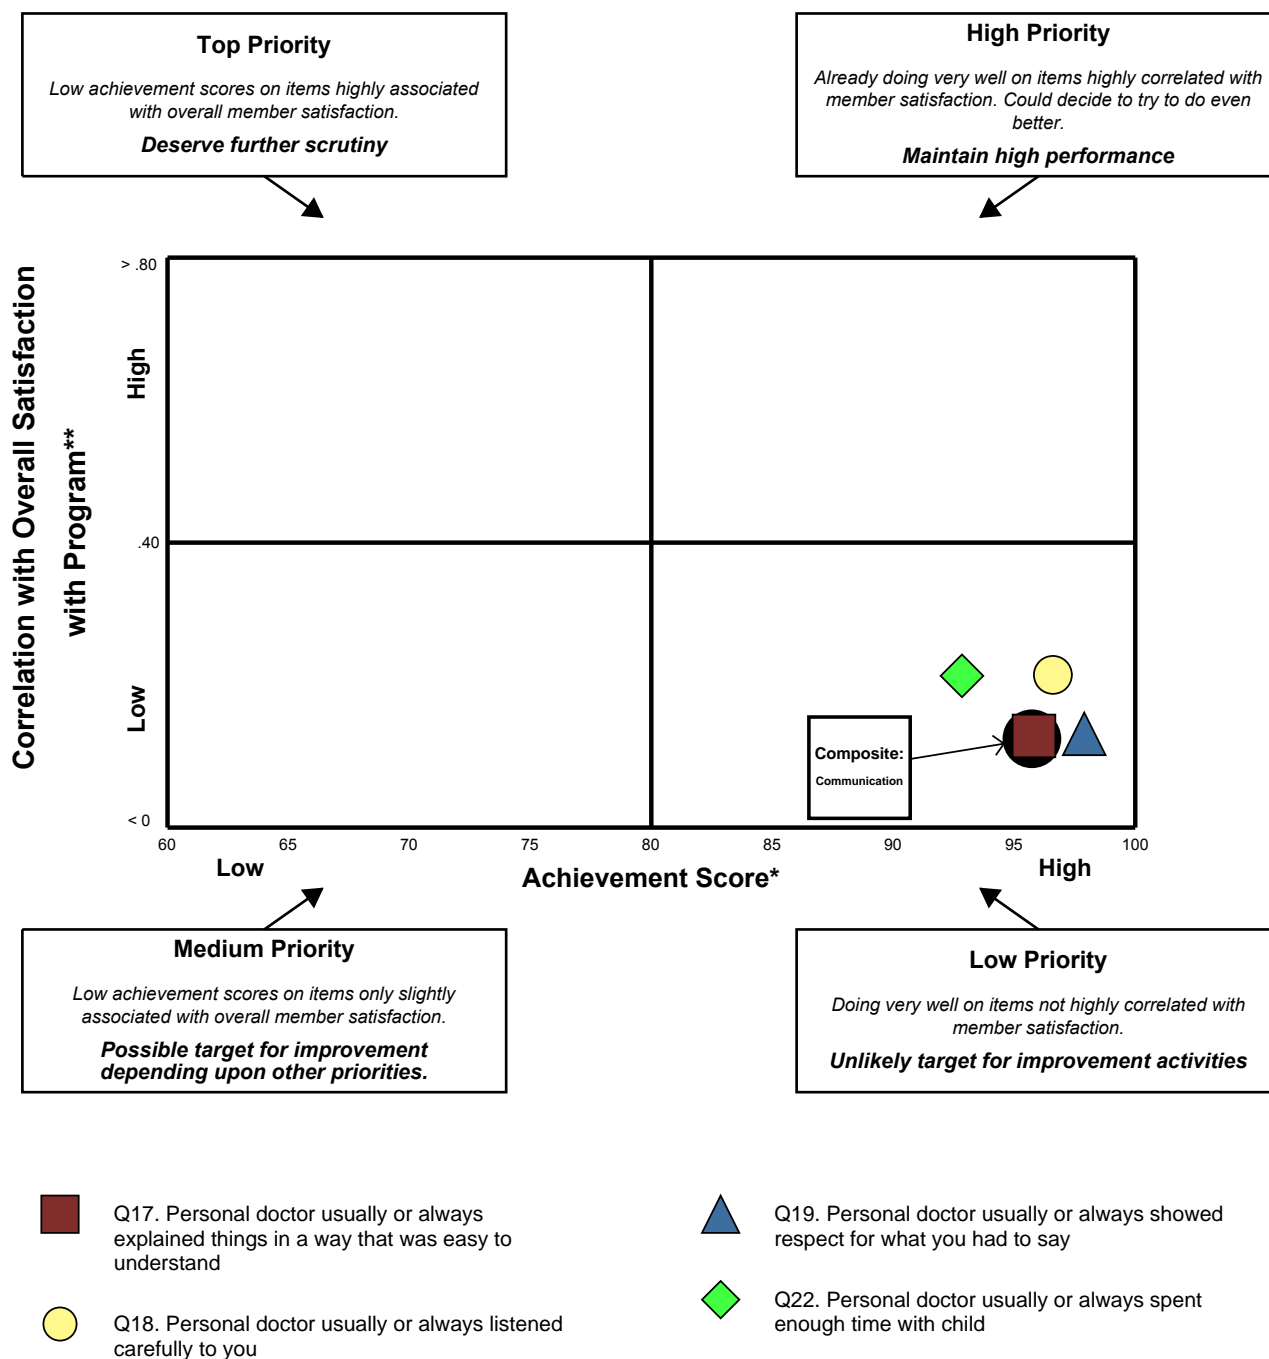 Top Priority
Low achievement scores on items highly associated
with overall member satisfaction.
Deserve further scrutiny
High Priority
Already doing very well on items highly correlated with
member satisfaction. Could decide to try to do even
better.
Maintain high performance
Correlation with Overall Satisfaction
with Program**
> .80
High
.40
Low
< 0
Composite:
Communication
60 65 70 75 80 85 90 95 100
Low
High
Achievement Score*
Medium Priority
Low achievement scores on items only slightly
associated with overall member satisfaction.
Possible target for improvement
depending upon other priorities.
Low Priority
Doing very well on items not highly correlated with
member satisfaction.
Unlikely target for improvement activities
Q17. Personal doctor usually or always
explained things in a way that was easy to
understand
Q18. Personal doctor usually or always listened
carefully to you
Q19. Personal doctor usually or always showed
respect for what you had to say
Q22. Personal doctor usually or always spent
enough time with child